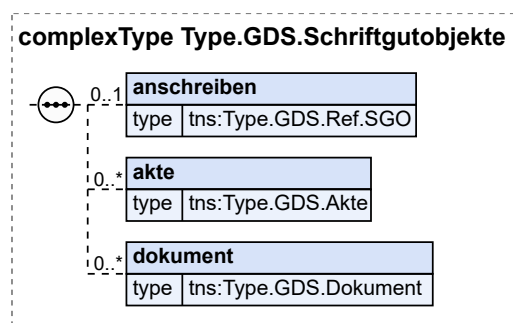 complexType Type.GDS.Schriftgutobjekte
0..1
anschreiben
type tns:Type.GDS.Ref.SGO
0..*
akte
type tns:Type.GDS.Akte
0..*
dokument
type tns:Type.GDS.Dokument